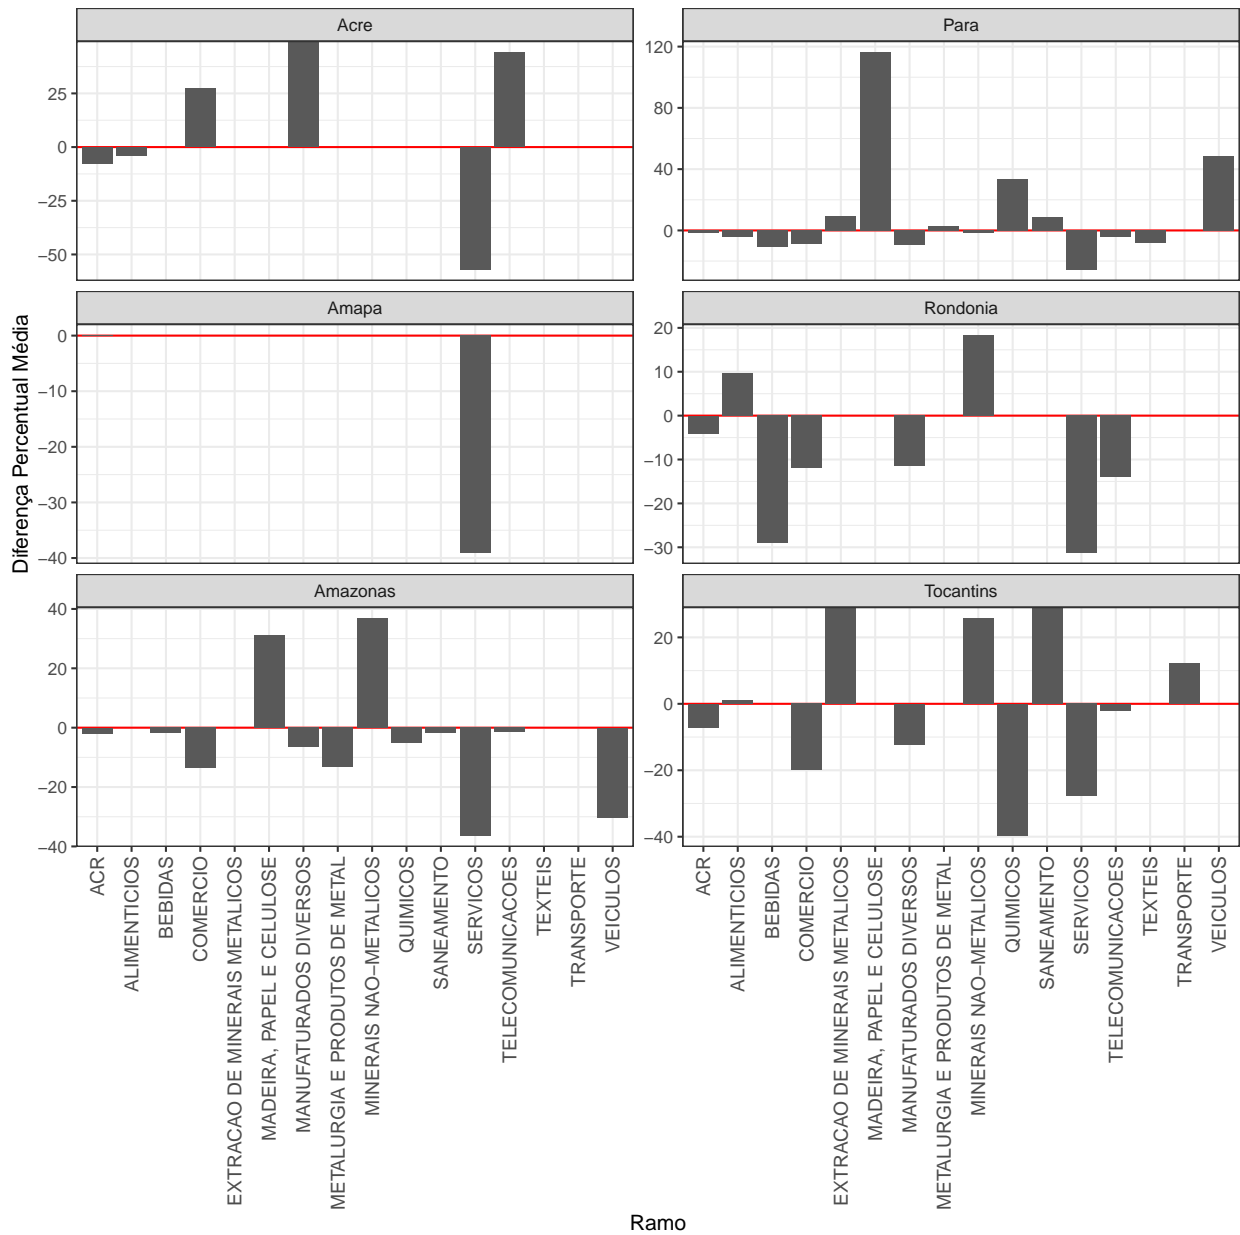 Acre
25
0
−25
−50
Para
120
80
40
0
Amapa
0
−10
−20
−30
−40
Rondonia
20
10
0
−10
−20
−30
Amazonas
40
20
0
−20
−40
Tocantins
20
0
−20
−40
Diferença Percentual Média
ACR
ALIMENTICIOS
BEBIDAS
COMERCIO
EXTRACAO DE MINERAIS METALICOS
MADEIRA, PAPEL E CELULOSE
MANUFATURADOS DIVERSOS
METALURGIA E PRODUTOS DE METAL
MINERAIS NAO−METALICOS
QUIMICOS
SANEAMENTO
SERVICOS
TELECOMUNICACOES
TEXTEIS
TRANSPORTE
VEICULOS
ACR
ALIMENTICIOS
BEBIDAS
COMERCIO
EXTRACAO DE MINERAIS METALICOS
MADEIRA, PAPEL E CELULOSE
MANUFATURADOS DIVERSOS
METALURGIA E PRODUTOS DE METAL
MINERAIS NAO−METALICOS
QUIMICOS
SANEAMENTO
SERVICOS
TELECOMUNICACOES
TEXTEIS
TRANSPORTE
VEICULOS
Ramo